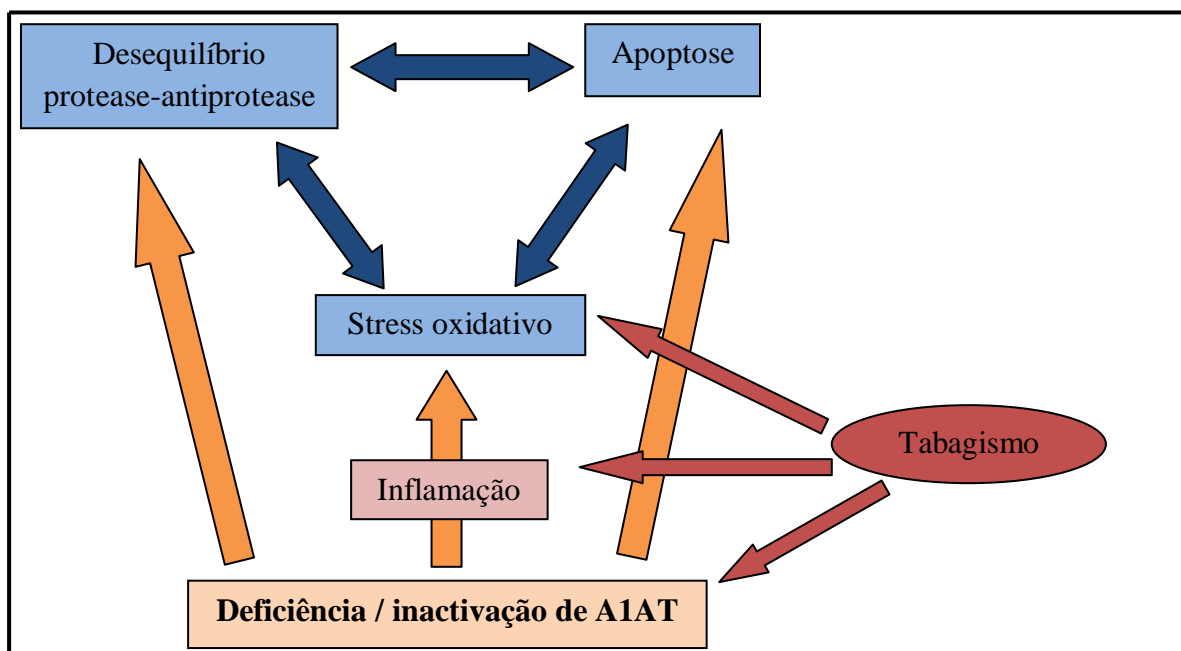 Desequilíbrio
protease-antiprotease
Apoptose
Stress oxidativo
Tabagismo
Inflamação
Deficiência / inactivação de A1AT